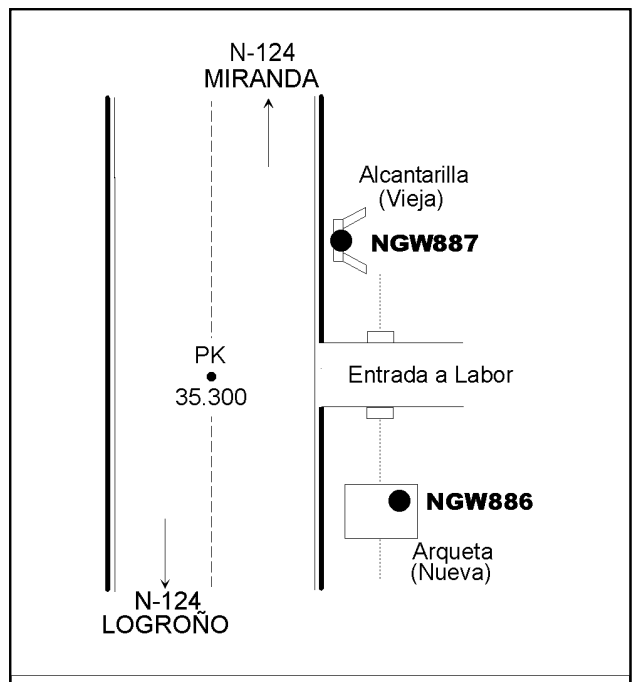 N-124
MIRANDA
Alcantarilla
(Vieja)
NGW887
PK
35.300
Entrada a Labor
NGW886
Arqueta
(Nueva)
N-124
LOGROÑO